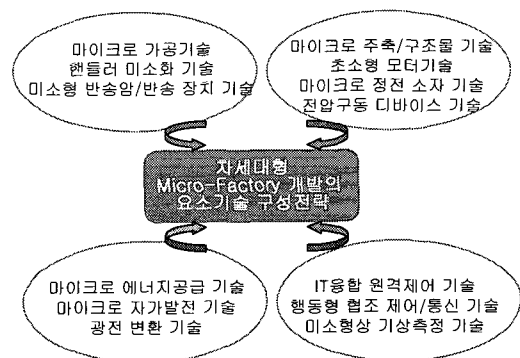 마이크로 가공기술
핸들러 미소화 기술
미소형 반송암/반송 장치 기술
마이크로 주축/구조물 기술
초소형 모터기술
마이크로 정전 소자 기술
전압구동 디바이스 기술
차세대형
Micro-Factory 개발의
요소기술 구성전략
마이크로 에너지공급 기술
마이크로 자가발전 기술
광전 변환 기술
IT융합 원격제어 기술
행동형 협조 제어/통신 기술
미소형상 기상측정 기술